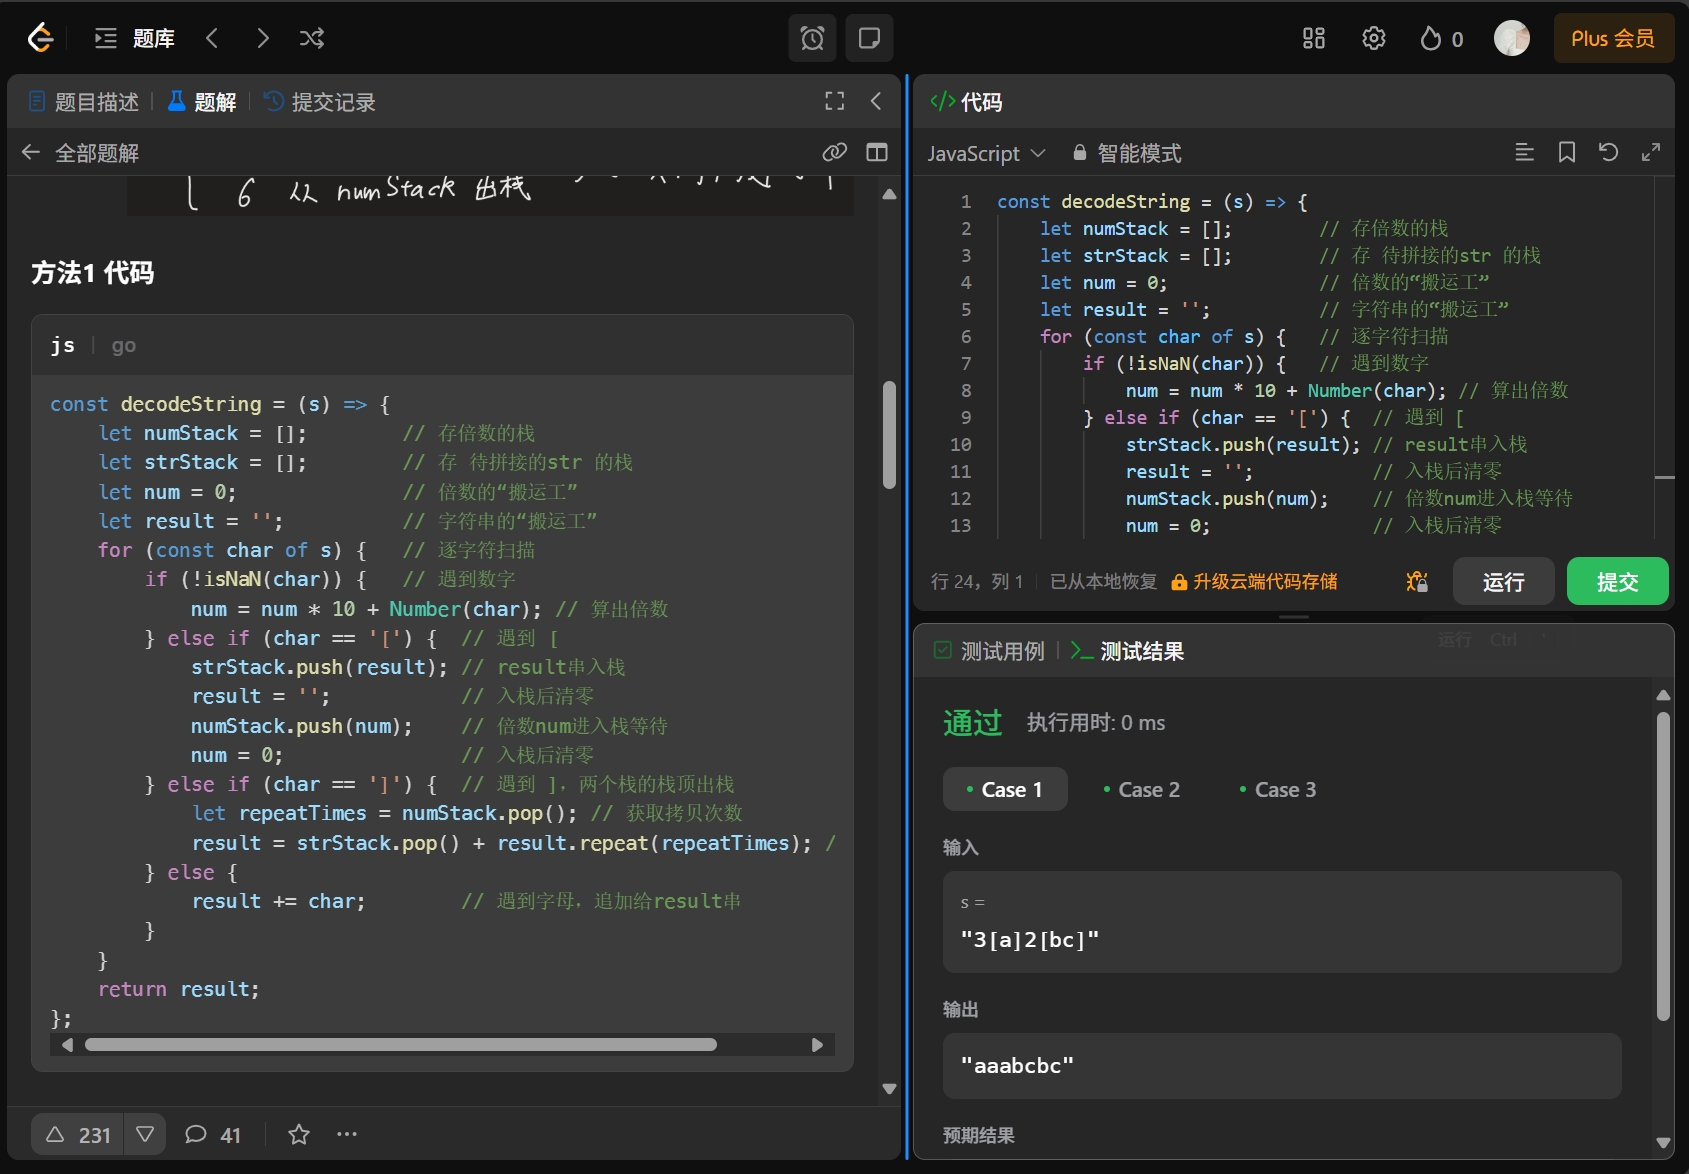 题库
0
Plus 会员
题目描述
题解
提交记录
全部题解
6 从 numStack 出栈
方法1 代码
js
go
const decodeString = (s) => {
let numStack = []; // 存倍数的栈
let strStack = []; // 存 待拼接的str 的栈
let num = 0; // 倍数的“搬运工”
let result = ''; // 字符串的“搬运工”
for (const char of s) { // 逐字符扫描
if (!isNaN(char)) { // 遇到数字
num = num * 10 + Number(char); // 算出倍数
} else if (char == '[') { // 遇到 [
strStack.push(result); // result串入栈
result = ''; // 入栈后清零
numStack.push(num); // 倍数num进入栈等待
num = 0; // 入栈后清零
} else if (char == ']') { // 遇到 ]，两个栈的栈顶出栈
let repeatTimes = numStack.pop(); // 获取拷贝次数
result = strStack.pop() + result.repeat(repeatTimes); /
} else {
result += char; // 遇到字母，追加给result串
}
}
return result;
};
231
41
代码
JavaScript
智能模式
1 const decodeString = (s) => {
2 let numStack = []; // 存倍数的栈
3 let strStack = []; // 存 待拼接的str 的栈
4 let num = 0; // 倍数的“搬运工”
5 let result = ''; // 字符串的“搬运工”
6 for (const char of s) { // 逐字符扫描
7 if (!isNaN(char)) { // 遇到数字
8 num = num * 10 + Number(char); // 算出倍数
9 } else if (char == '[') { // 遇到 [
10 strStack.push(result); // result串入栈
11 result = ''; // 入栈后清零
12 numStack.push(num); // 倍数num进入栈等待
13 num = 0; // 入栈后清零
行 24，列 1
已从本地恢复
升级云端代码存储
运行
提交
运行 Ctrl '
测试用例
测试结果
通过
执行用时: 0 ms
Case 1
Case 2
Case 3
输入
s =
"3[a]2[bc]"
输出
"aaabcbc"
预期结果